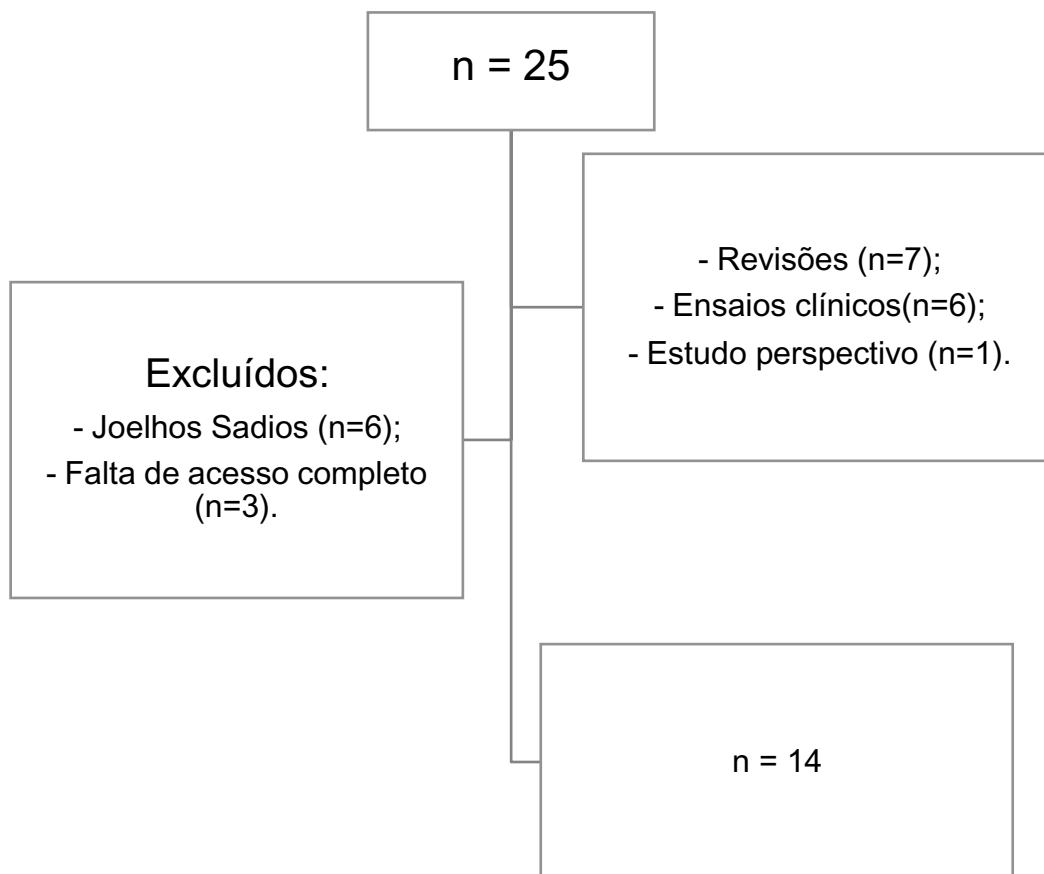 n = 25
- Revisões (n=7);
- Ensaios clínicos(n=6);
- Estudo perspectivo (n=1).
Excluídos:
- Joelhos Sadios (n=6);
- Falta de acesso completo
(n=3).
n = 14